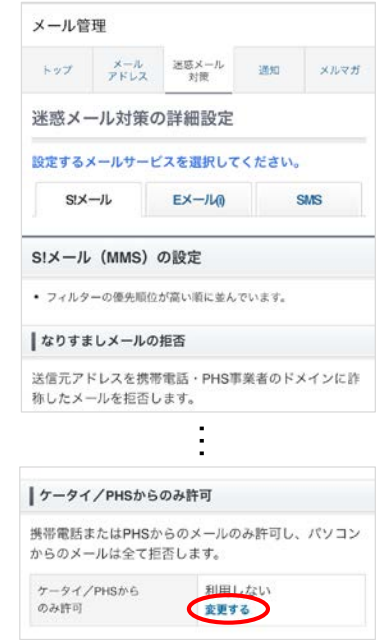 メール管理
トップ
メール
アドレス
迷惑メール
対策
通知
メルマガ
迷惑メール対策の詳細設定
設定するメールサービスを選択してください。
S!メール
Eメール(i)
SMS
S!メール（MMS）の設定
• フィルターの優先順位が高い順に並んでいます。
なりすましメールの拒否
送信元アドレスを携帯電話・PHS事業者のドメインに詐
称したメールを拒否します。
ケータイ／PHSからのみ許可
携帯電話またはPHSからのメールのみ許可し、パソコン
からのメールは全て拒否します。
ケータイ／PHSから
のみ許可
利用しない
変更する